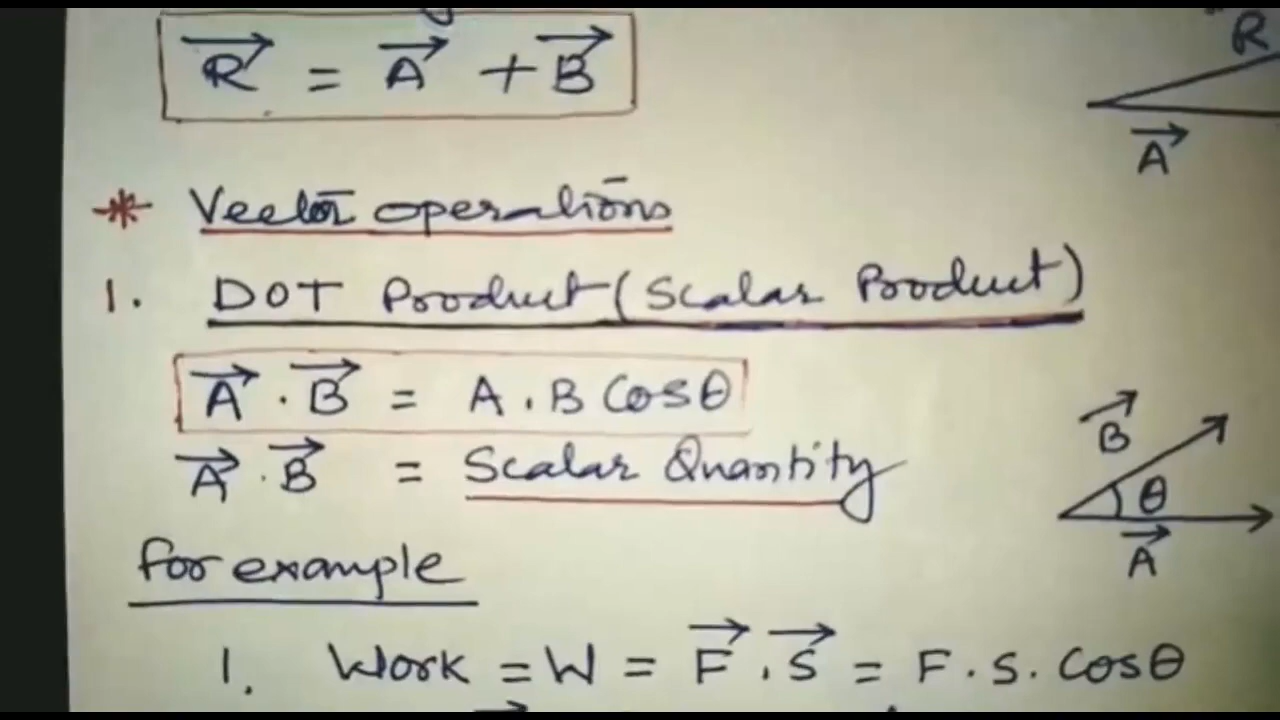 R⃗ = A⃗ + B⃗
R
A⃗
* Vector operations
1. DOT Product (Scalar Product)
A⃗ . B⃗ = A . B Cosθ
A⃗ . B⃗ = Scalar Quantity
B⃗
θ
A⃗
for example
1. Work = W = F⃗ . S⃗ = F . S . Cosθ